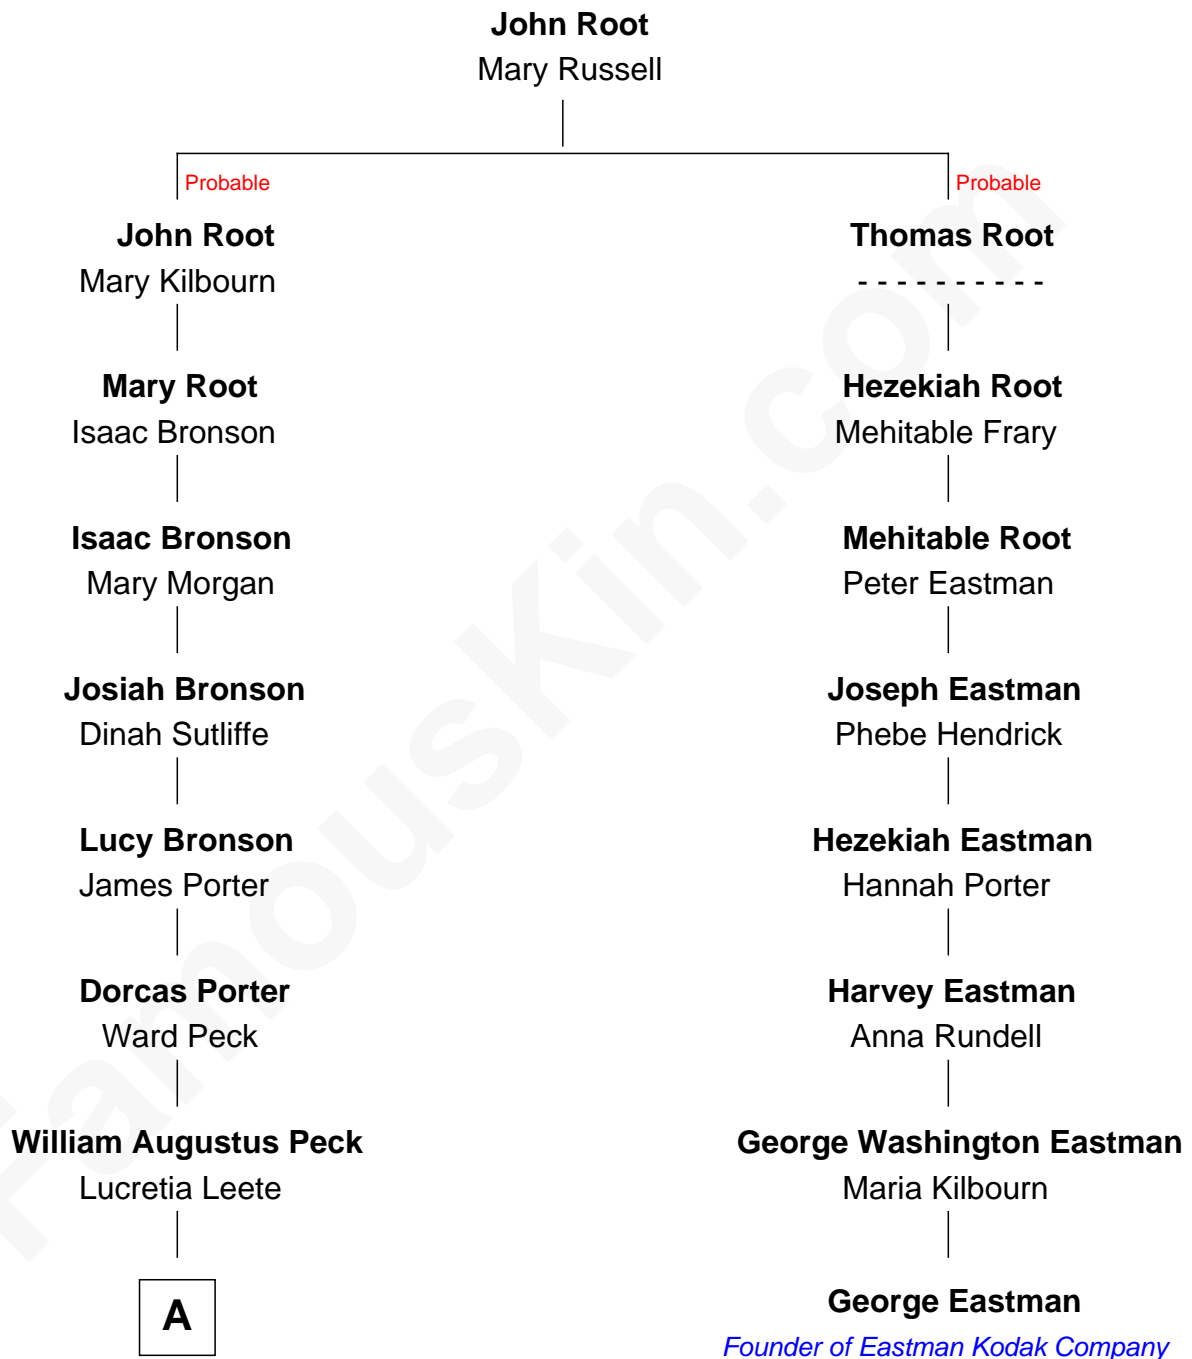 John Root
Mary Russell
Probable
Probable
John Root
Thomas Root
Mary Kilbourn
- - - - - - - - - -
Mary Root
Hezekiah Root
Isaac Bronson
Mehitable Frary
Isaac Bronson
Mehitable Root
Mary Morgan
Peter Eastman
Josiah Bronson
Joseph Eastman
Dinah Sutliffe
Phebe Hendrick
Lucy Bronson
Hezekiah Eastman
James Porter
Hannah Porter
Dorcas Porter
Harvey Eastman
Ward Peck
Anna Rundell
William Augustus Peck
George Washington Eastman
Lucretia Leete
Maria Kilbourn
A
George Eastman
Founder of Eastman Kodak Company
FamousKin.com